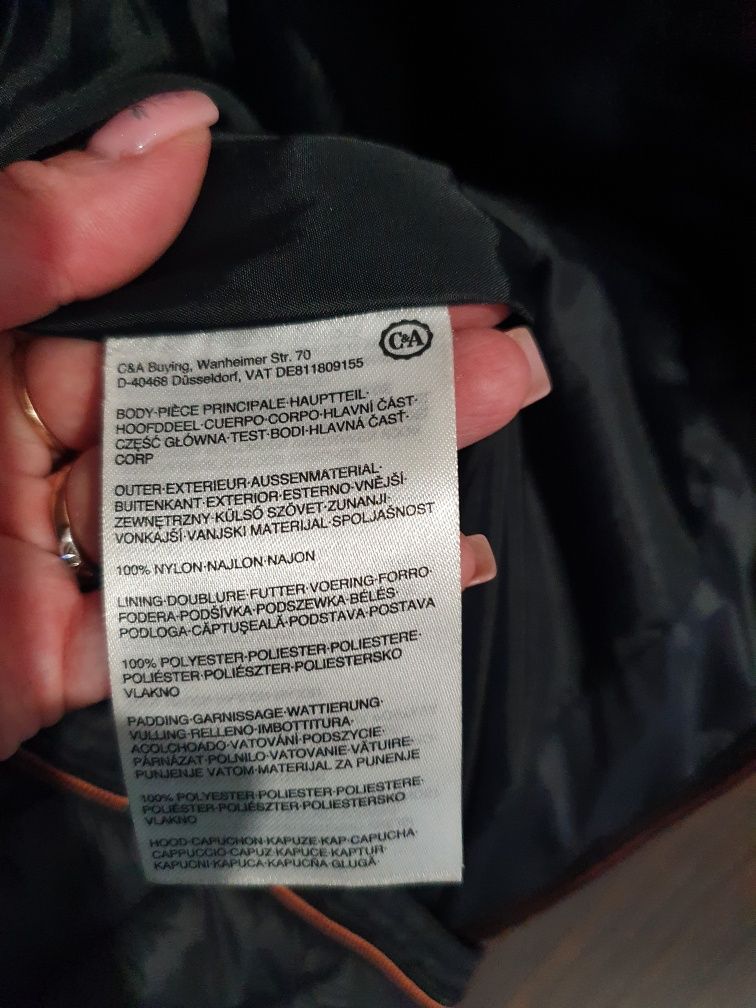 C&A
C&A Buying, Wanheimer Str. 70
D-40468 Düsseldorf, VAT DE811809155
BODY·PIÈCE PRINCIPALE·HAUPTTEIL·
HOOFDDEEL·CUERPO·CORPO·HLAVNÍ ČÁST·
CZĘŚĆ GŁÓWNA·TEST·BODI·HLAVNÁ ČASŤ·
CORP
OUTER·EXTERIEUR·AUSSENMATERIAL·
BUITENKANT·EXTERIOR·ESTERNO·VNĚJŠÍ·
ZEWNĘTRZNY·KÜLSŐ SZÖVET·ZUNANJI·
VONKAJŠÍ·VANJSKI MATERIJAL·SPOLJAŠNOST
100% NYLON·NAJLON·NAJON
LINING·DOUBLURE·FUTTER·VOERING·FORRO·
FODERA·PODŠÍVKA·PODSZEWKA·BÉLÉS·
PODLOGA·CĂPTUŞEALĂ·PODSTAVA·POSTAVA
100% POLYESTER·POLYESTER·POLIESTERE·
POLIÉSTER·POLIÉSZTER·POLIESTERSKO
VLAKNO
PADDING·GARNISSAGE·WATTIERUNG·
VULLING·RELLENO·IMBOTTITURA·
ACOLCHOADO·VATOVÁNÍ·PODSZYCIE·
PÁRNÁZAT·POLNILO·VATOVANIE·VĂTUIRE·
PUNJENJE VATOM·MATERIJAL ZA PUNENJE
100% POLYESTER·POLYESTER·POLIESTERE·
POLIÉSTER·POLIÉSZTER·POLIESTERSKO
VLAKNO
HOOD·CAPUCHON·KAPUZE·KAP·CAPUCHA·
CAPPUCCIO·CAPUZ·KAPUCE·KAPTUR·
KAPUCNI·KAPUCA·KAPUCŇA·GLUGĂ·